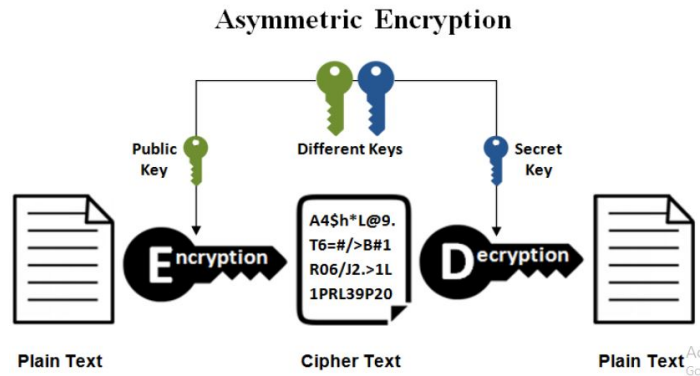 Asymmetric Encryption
Public
Key
Different Keys
Secret
Key
Encryption
A4$h*L@9.
T6=#/>B#1
R06/J2.>1L
1PRL39P20
Decryption
Plain Text
Cipher Text
Plain Text